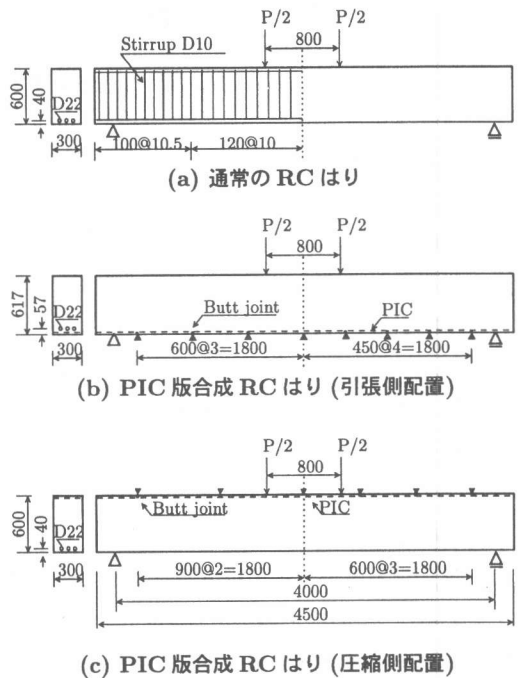 P/2 P/2
800
Stirrup D10
600
40
D22
300
100@10.5 120@10
(a) 通常の RC はり
P/2 P/2
800
617
57
D22
Butt joint PIC
300
600@3=1800 450@4=1800
(b) PIC 版合成 RC はり (引張側配置)
P/2 P/2
800
600
40
D22
Butt joint PIC
300
900@2=1800 600@3=1800
4000
4500
(c) PIC 版合成 RC はり (圧縮側配置)